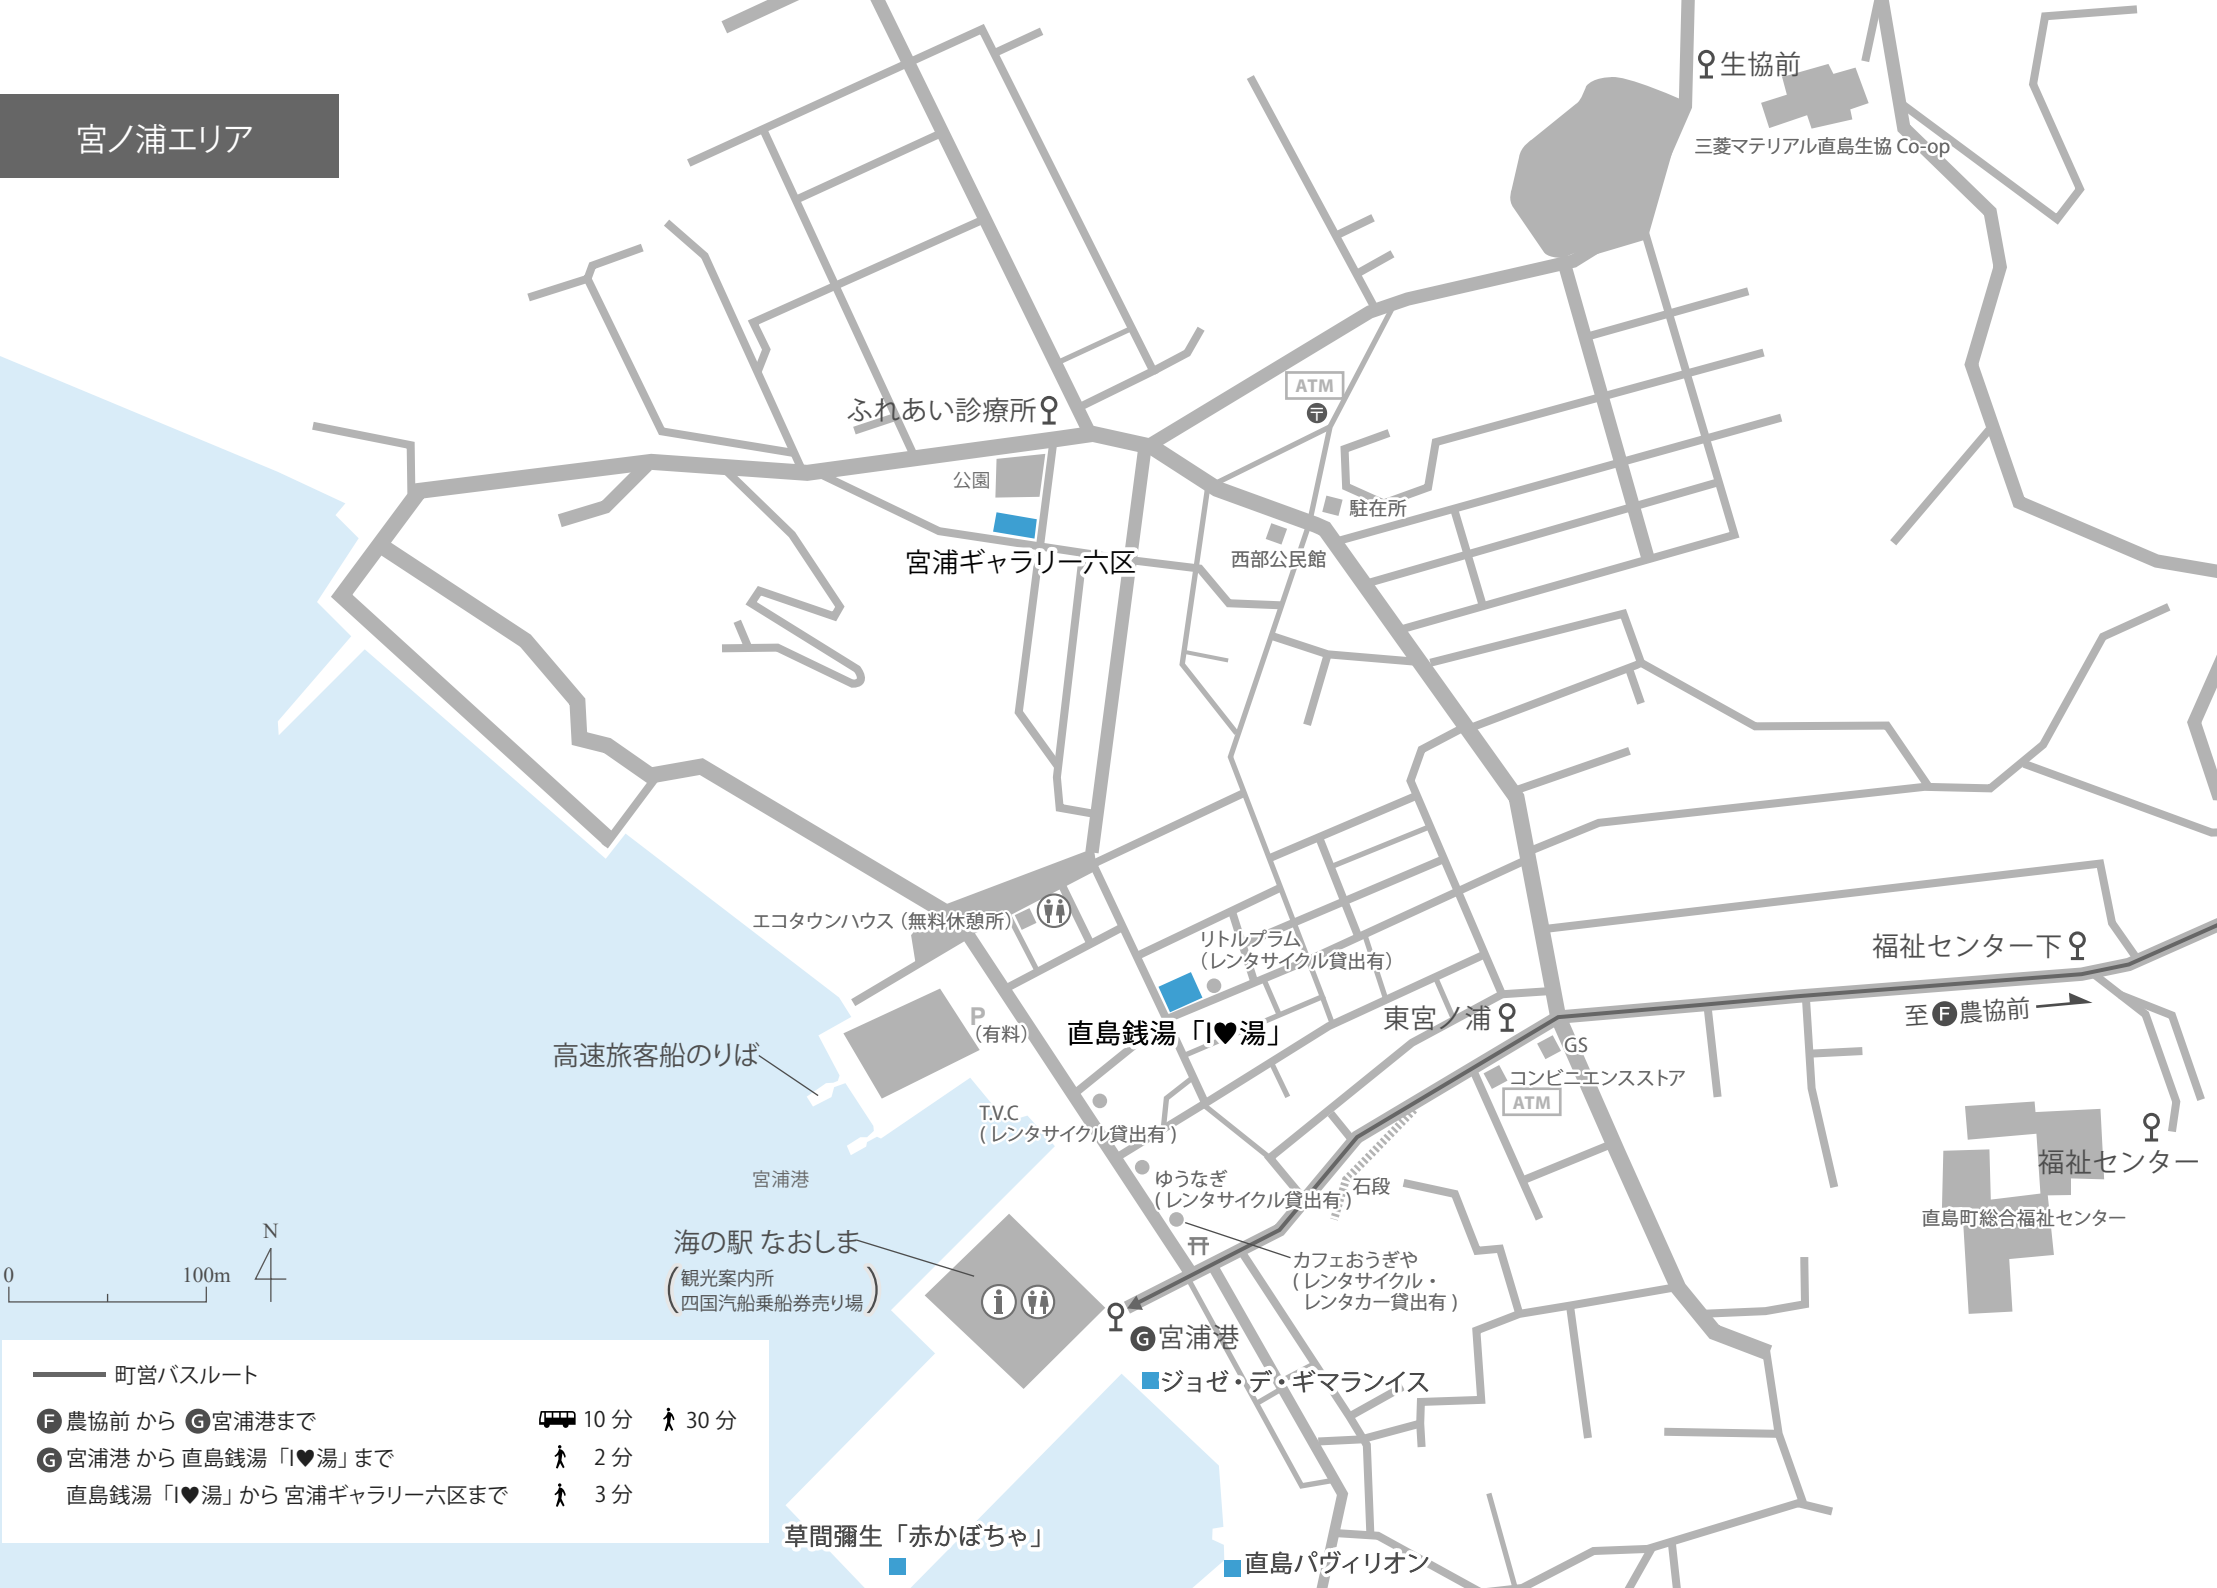 生協前
三菱マテリアル直島生協 Co-op
宮ノ浦エリア
ATM
〒
ふれあい診療所
公園
駐在所
西部公民館
宮浦ギャラリー六区
エコタウンハウス（無料休憩所）
リトルプラム
（レンタサイクル貸出有）
福祉センター下
P
（有料）
直島銭湯「I♥湯」
東宮ノ浦
至 F 農協前
GS
高速旅客船のりば
コンビニエンスストア
ATM
T.V.C
( レンタサイクル貸出有 )
福祉センター
宮浦港
ゆうなぎ
( レンタサイクル貸出有 )
石段
直島町総合福祉センター
海の駅 なおしま
観光案内所
四国汽船乗船券売り場
カフェおうぎや
( レンタサイクル・
レンタカー貸出有 )
N
0 100m
i
G 宮浦港
ジョゼ・デ・ギマランイス
町営バスルート
F 農協前 から G 宮浦港まで 10 分 30 分
G 宮浦港 から 直島銭湯「I♥湯」まで 2 分
直島銭湯「I♥湯」から 宮浦ギャラリー六区まで 3 分
草間彌生「赤かぼちゃ」
直島パヴィリオン